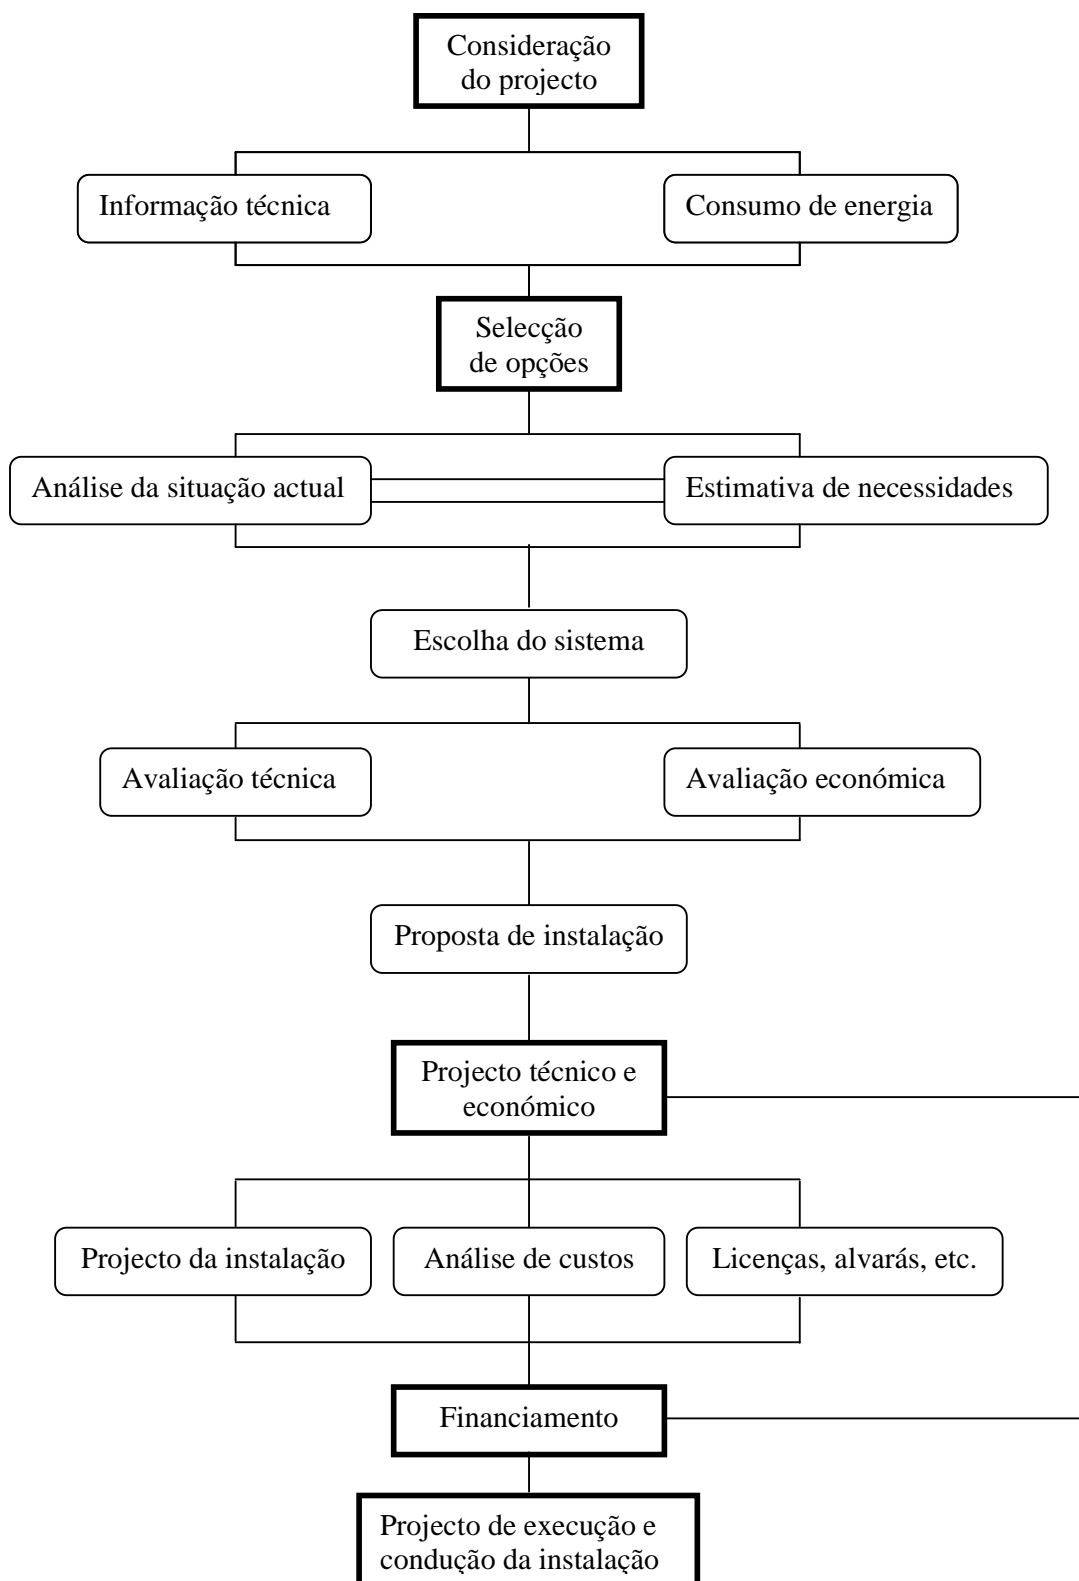 Consideração
do projecto
Informação técnica
Consumo de energia
Selecção
de opções
Análise da situação actual
Estimativa de necessidades
Escolha do sistema
Avaliação técnica
Avaliação económica
Proposta de instalação
Projecto técnico e
económico
Projecto da instalação
Análise de custos
Licenças, alvarás, etc.
Financiamento
Projecto de execução e
condução da instalação